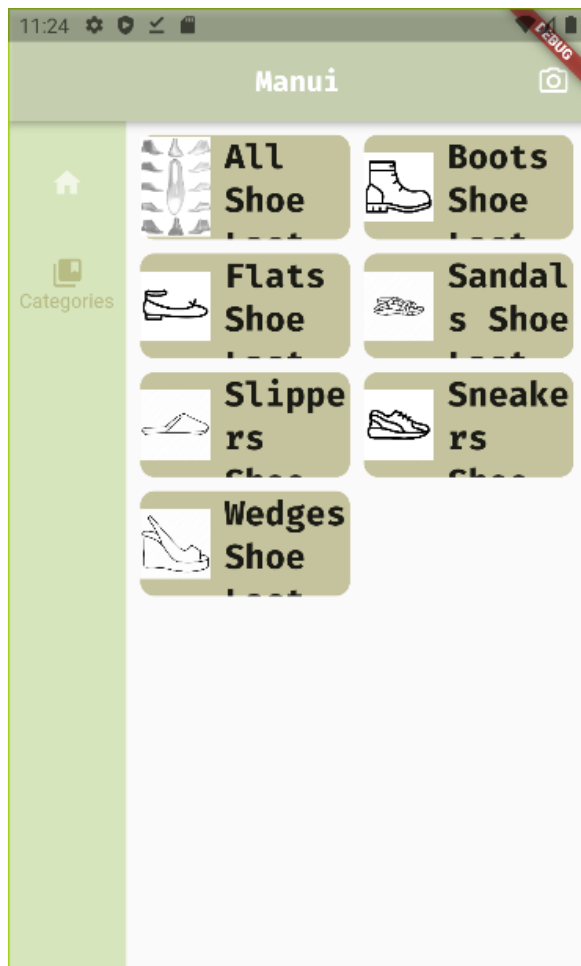 11:24
DEBUG
Manui
Categories
All
Shoe
Boots
Shoe
Flats
Shoe
Sandal
s Shoe
Slippe
rs
Sneake
rs
Wedges
Shoe